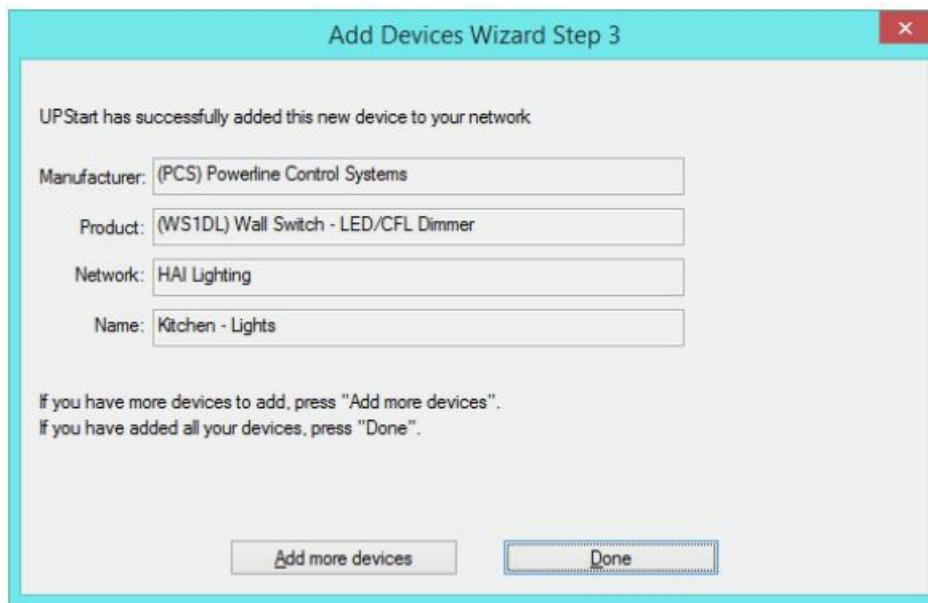 Add Devices Wizard Step 3
UPStart has successfully added this new device to your network
Manufacturer: (PCS) Powerline Control Systems
Product: (WS1DL) Wall Switch - LED/CFL Dimmer
Network: HAI Lighting
Name: Kitchen - Lights
If you have more devices to add, press "Add more devices".
If you have added all your devices, press "Done".
Add more devices Done